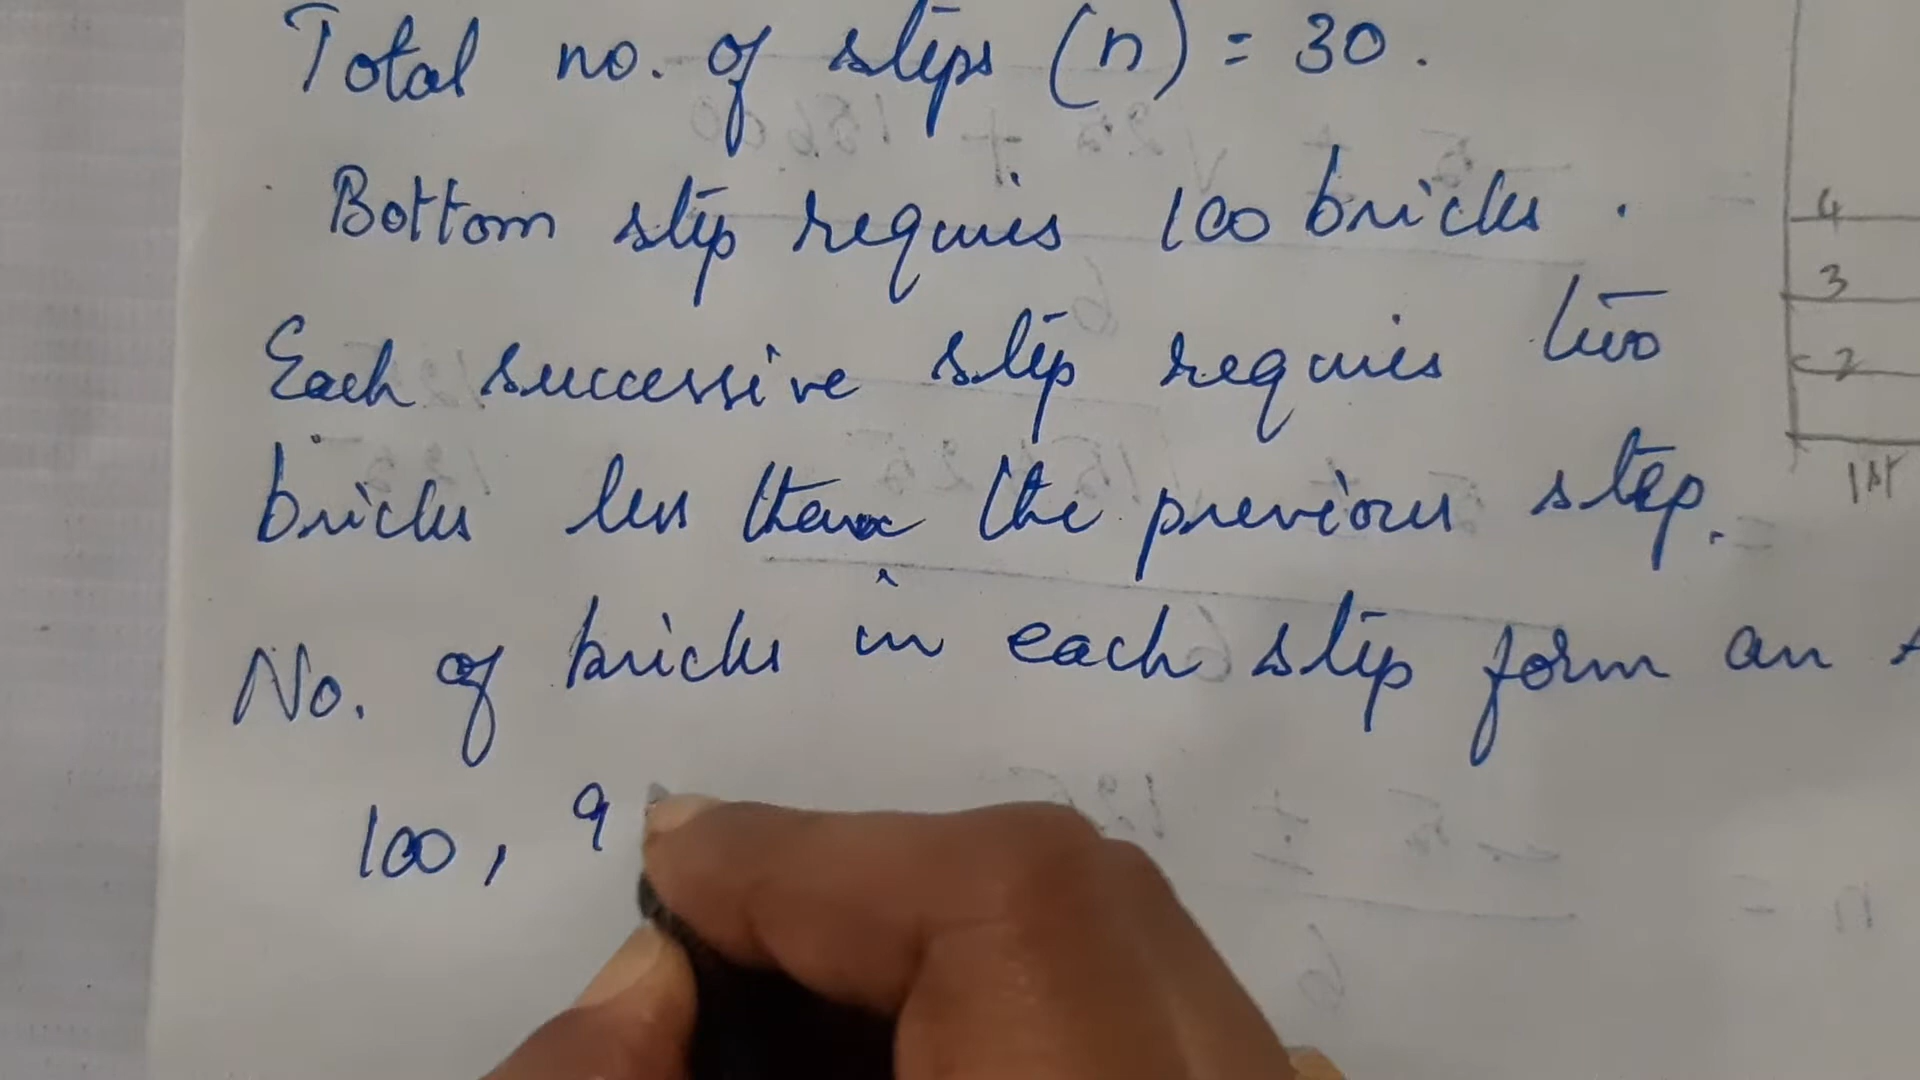 Total no. of steps (n) = 30.
Bottom step requires 100 bricks.
Each successive step requires two
bricks less than the previous step.
No. of bricks in each step form an A
100, 9
4
3
2
1st